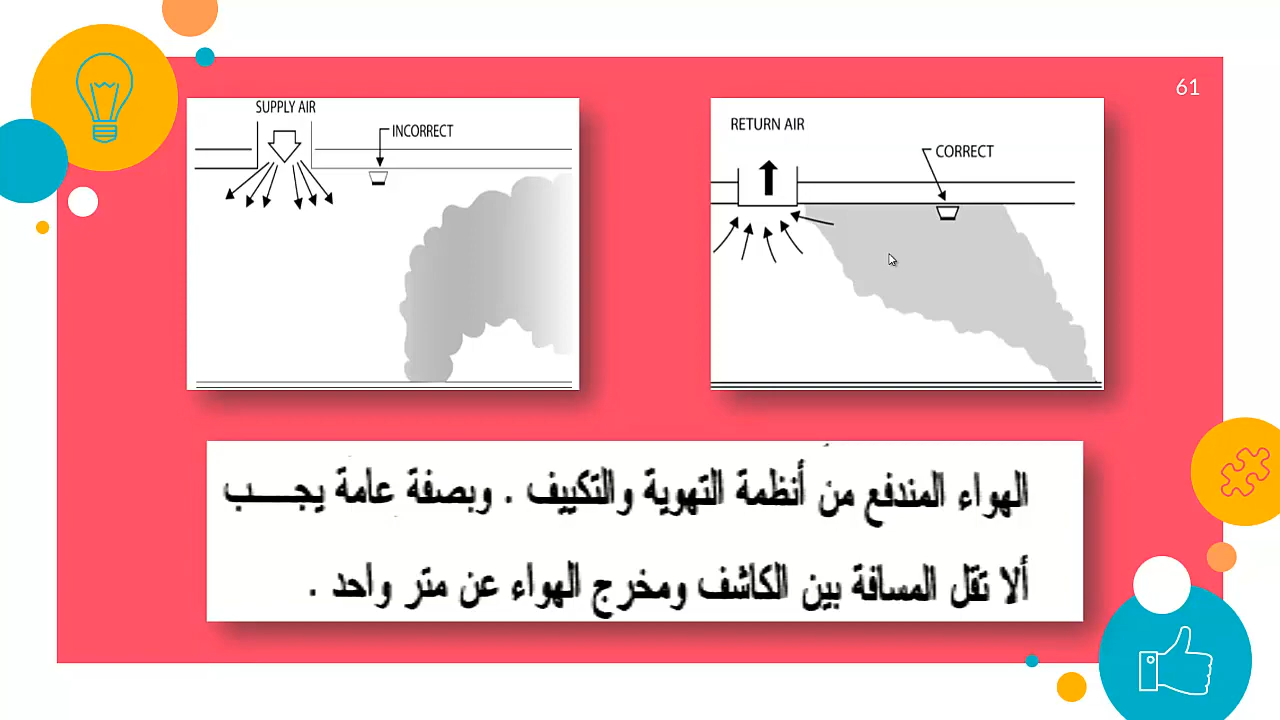 61
SUPPLY AIR
INCORRECT
RETURN AIR
CORRECT
الهواء المندفع من أنظمة التهوية والتكييف . وبصفة عامة يجـــب
ألا تقل المسافة بين الكاشف ومخرج الهواء عن متر واحد .